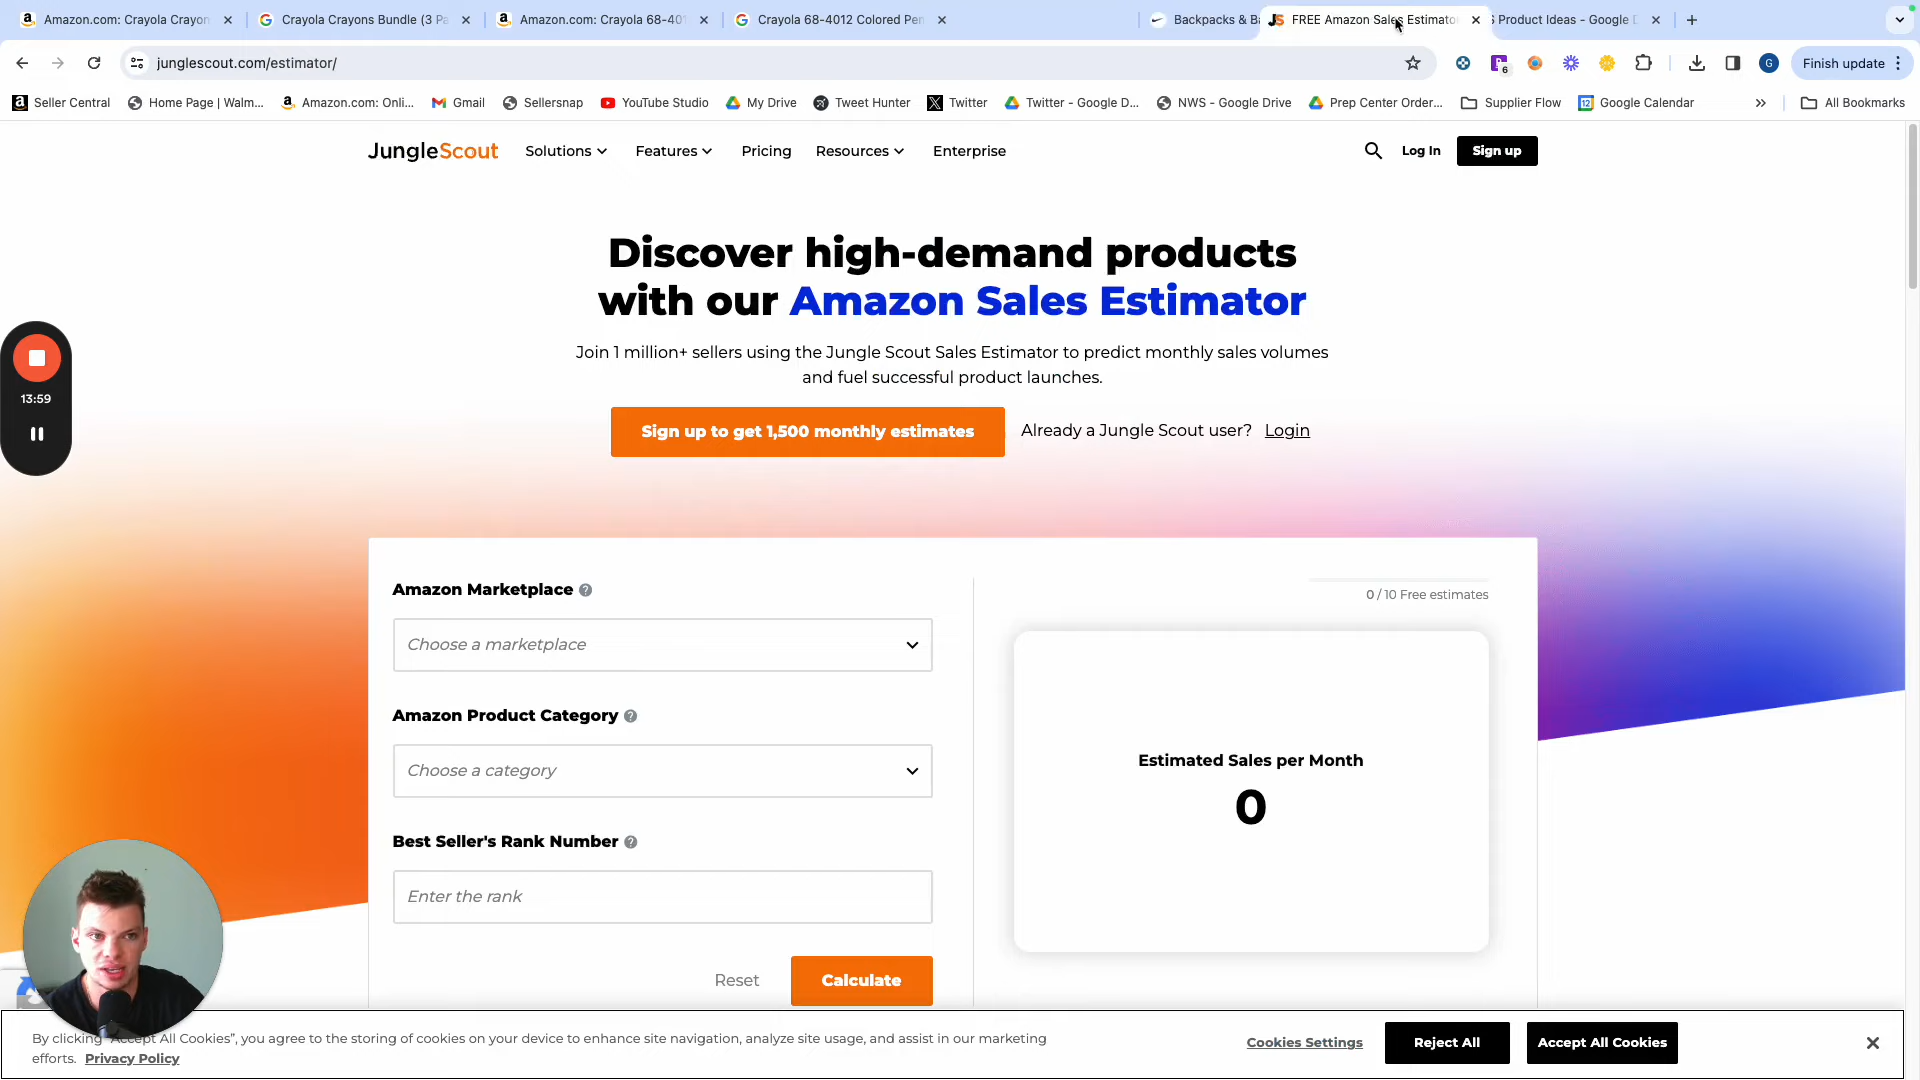 Amazon.com: Crayola Crayon
Crayola Crayons Bundle (3 Pa
Amazon.com: Crayola 68-401
Crayola 68-4012 Colored Pen
Backpacks & Ba
FREE Amazon Sales Estimator
Product Ideas - Google D
junglescout.com/estimator/
6
G
Finish update
Seller Central
Home Page | Walm...
Amazon.com: Onli...
Gmail
Sellersnap
YouTube Studio
My Drive
Tweet Hunter
Twitter
Twitter - Google D...
NWS - Google Drive
Prep Center Order...
Supplier Flow
12
Google Calendar
»
All Bookmarks
JungleScout
Solutions
Features
Pricing
Resources
Enterprise
Log In
Sign up
Discover high-demand products
with our Amazon Sales Estimator
Join 1 million+ sellers using the Jungle Scout Sales Estimator to predict monthly sales volumes
and fuel successful product launches.
Sign up to get 1,500 monthly estimates
Already a Jungle Scout user? Login
13:59
Amazon Marketplace ?
Choose a marketplace
Amazon Product Category ?
Choose a category
Best Seller's Rank Number ?
Enter the rank
Reset
Calculate
0 / 10 Free estimates
Estimated Sales per Month
0
By clicking "Accept All Cookies", you agree to the storing of cookies on your device to enhance site navigation, analyze site usage, and assist in our marketing
efforts. Privacy Policy
Cookies Settings
Reject All
Accept All Cookies